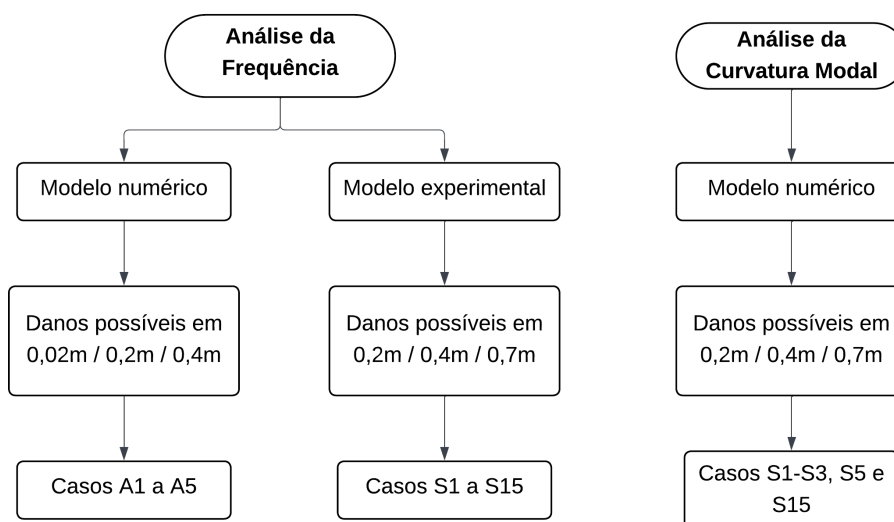 Análise da
Frequência
Análise da
Curvatura Modal
Modelo numérico
Modelo experimental
Modelo numérico
Danos possíveis em
0,02m / 0,2m / 0,4m
Danos possíveis em
0,2m / 0,4m / 0,7m
Danos possíveis em
0,2m / 0,4m / 0,7m
Casos A1 a A5
Casos S1 a S15
Casos S1-S3, S5 e
S15